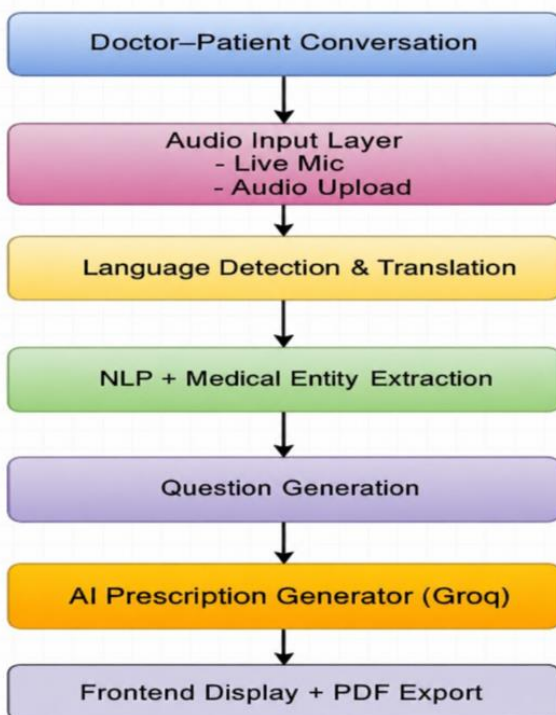 Doctor–Patient Conversation
Audio Input Layer
- Live Mic
- Audio Upload
Language Detection & Translation
NLP + Medical Entity Extraction
Question Generation
AI Prescription Generator (Groq)
Frontend Display + PDF Export